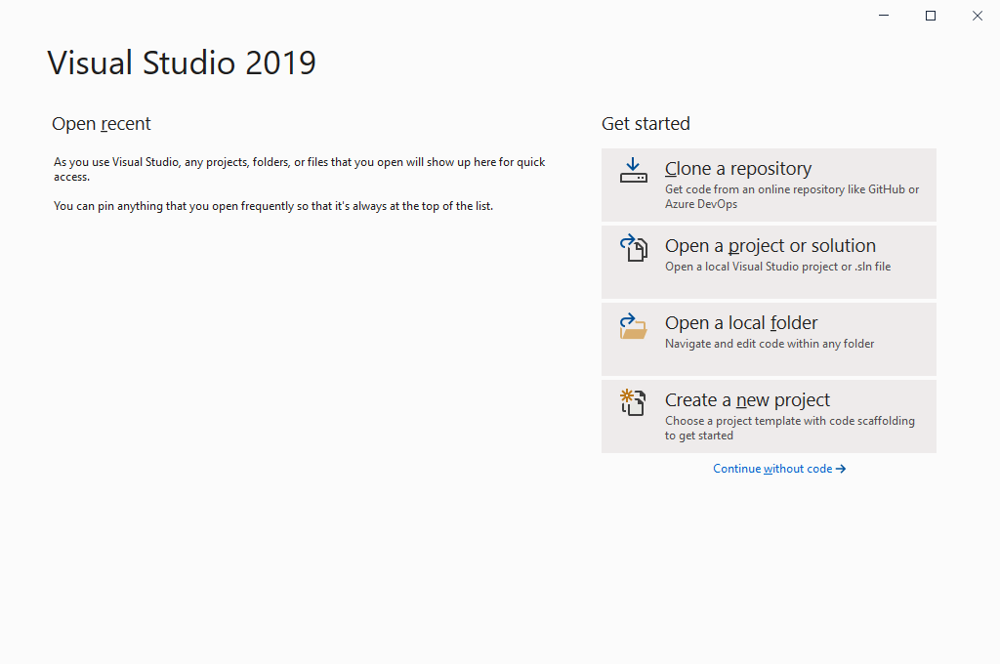 Visual Studio 2019
Open recent
As you use Visual Studio, any projects, folders, or files that you open will show up here for quick
access.
You can pin anything that you open frequently so that it's always at the top of the list.
Get started
Clone a repository
Get code from an online repository like GitHub or
Azure DevOps
Open a project or solution
Open a local Visual Studio project or .sln file
Open a local folder
Navigate and edit code within any folder
Create a new project
Choose a project template with code scaffolding
to get started
Continue without code →